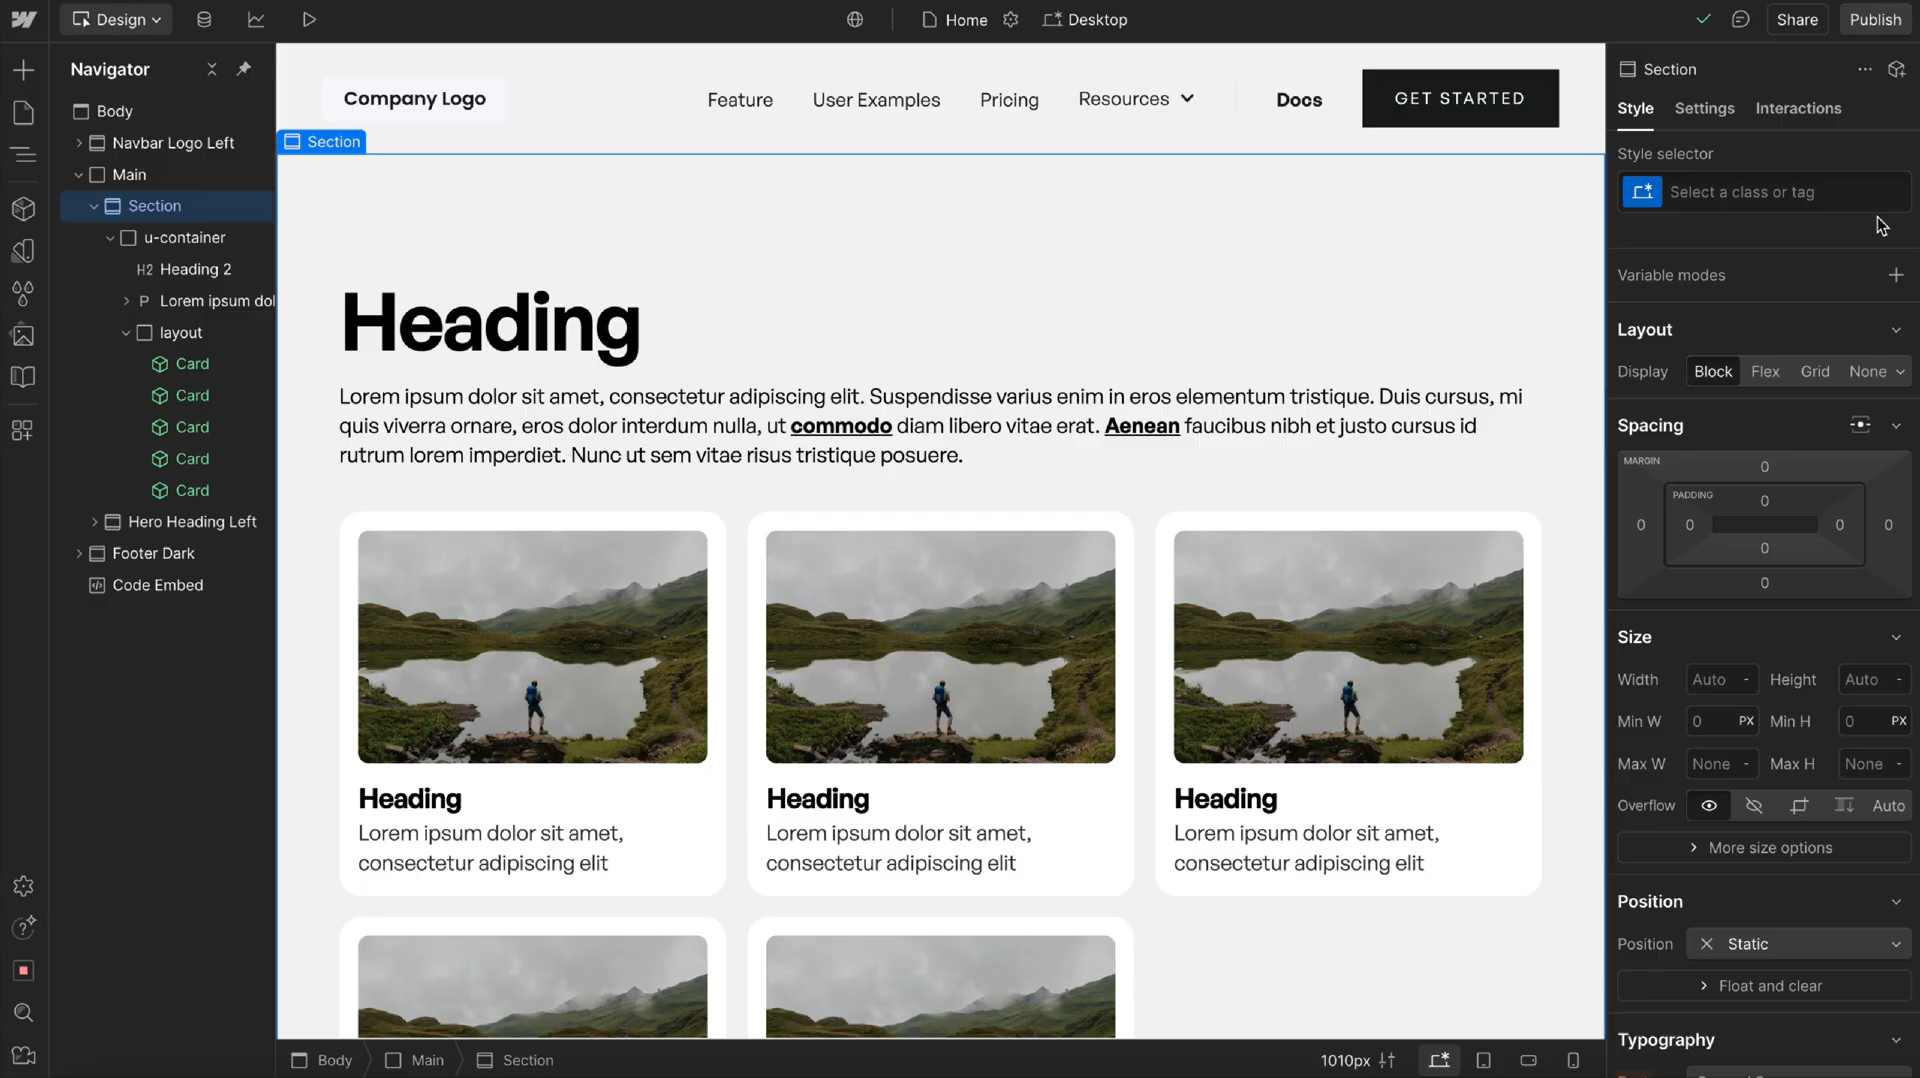 Design
Home
Desktop
Share
Publish
Navigator
Body
Navbar Logo Left
Main
Section
u-container
H2 Heading 2
P Lorem ipsum dol
layout
Card
Card
Card
Card
Card
Hero Heading Left
Footer Dark
Code Embed
Company Logo
Feature
User Examples
Pricing
Resources
Docs
GET STARTED
Section
Heading
Lorem ipsum dolor sit amet, consectetur adipiscing elit. Suspendisse varius enim in eros elementum tristique. Duis cursus, mi
quis viverra ornare, eros dolor interdum nulla, ut commodo diam libero vitae erat. Aenean faucibus nibh et justo cursus id
rutrum lorem imperdiet. Nunc ut sem vitae risus tristique posuere.
Heading
Lorem ipsum dolor sit amet,
consectetur adipiscing elit
Heading
Lorem ipsum dolor sit amet,
consectetur adipiscing elit
Heading
Lorem ipsum dolor sit amet,
consectetur adipiscing elit
Body
Main
Section
1010px
Section
Style
Settings
Interactions
Style selector
Select a class or tag
Variable modes
Layout
Display
Block
Flex
Grid
None
Spacing
MARGIN
0
PADDING
0
0
0
0
0
0
0
Size
Width
Auto -
Height
Auto -
Min W
0 PX
Min H
0 PX
Max W
None -
Max H
None -
Overflow
Auto
More size options
Position
Position
Static
Float and clear
Typography